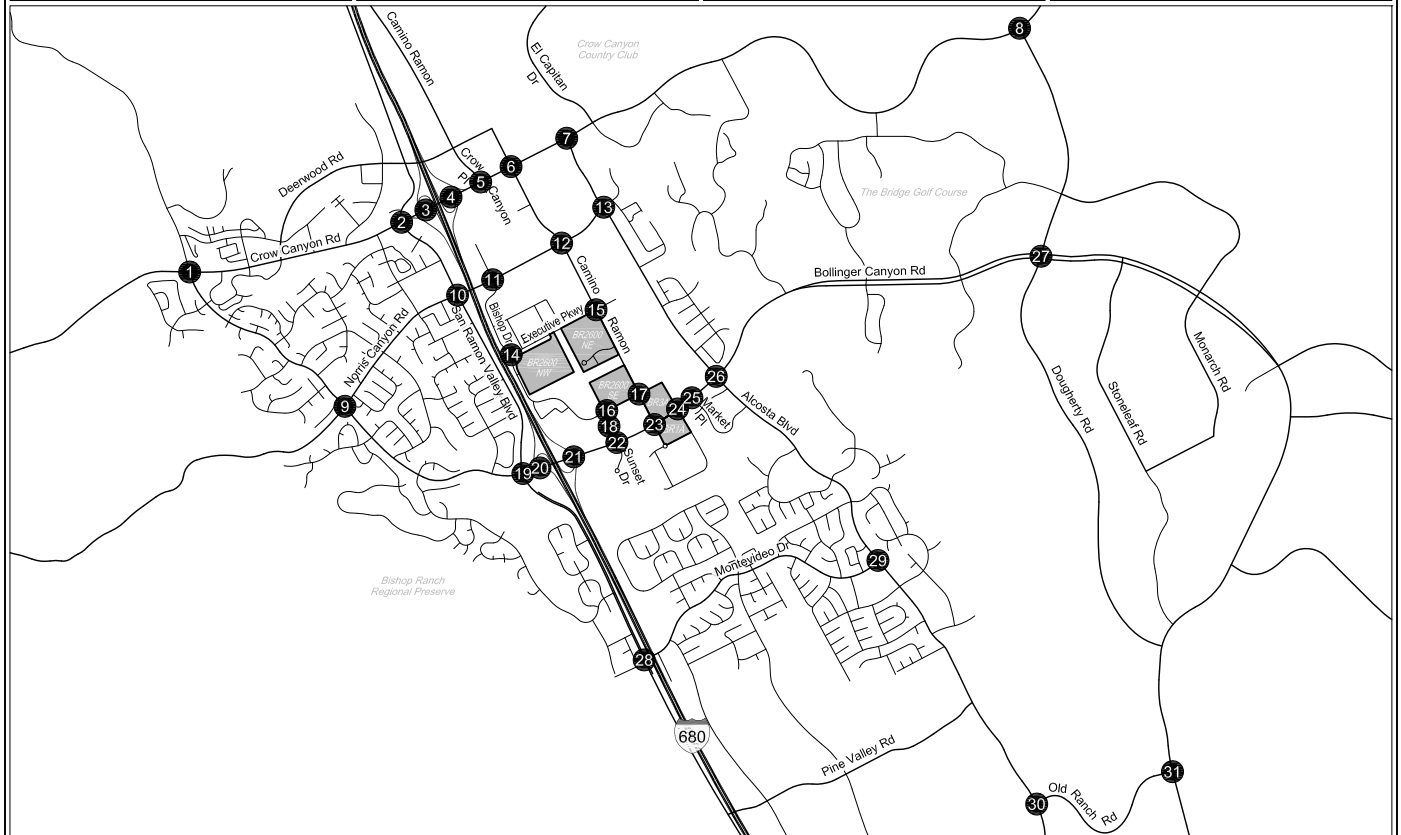 Camino Ramon
El Capitan
Dr
Crow Canyon
Country Club
8
7
6
Crow
Canyon
Pl
5
4
3
2
Deerwood Rd
The Bridge Golf Course
13
12
Crow Canyon Rd
1
27
Bollinger Canyon Rd
11
10
Camino
Ramon
15
Bishop Dr
Executive Pkwy
14
BR2600
NE
BR2600
NW
Norris Canyon Rd
San Ramon Valley Blvd
Monarch Rd
26
BR2600
17
25
24
Market
Pl
Alcosta Blvd
9
16
18
23
BR1A
22
Sunset
Dr
21
20
19
Dougherty Rd
Stoneleaf Rd
Montevideo Dr
29
Bishop Ranch
Regional Preserve
28
680
Pine Valley Rd
31
Old
Ranch
Rd
30